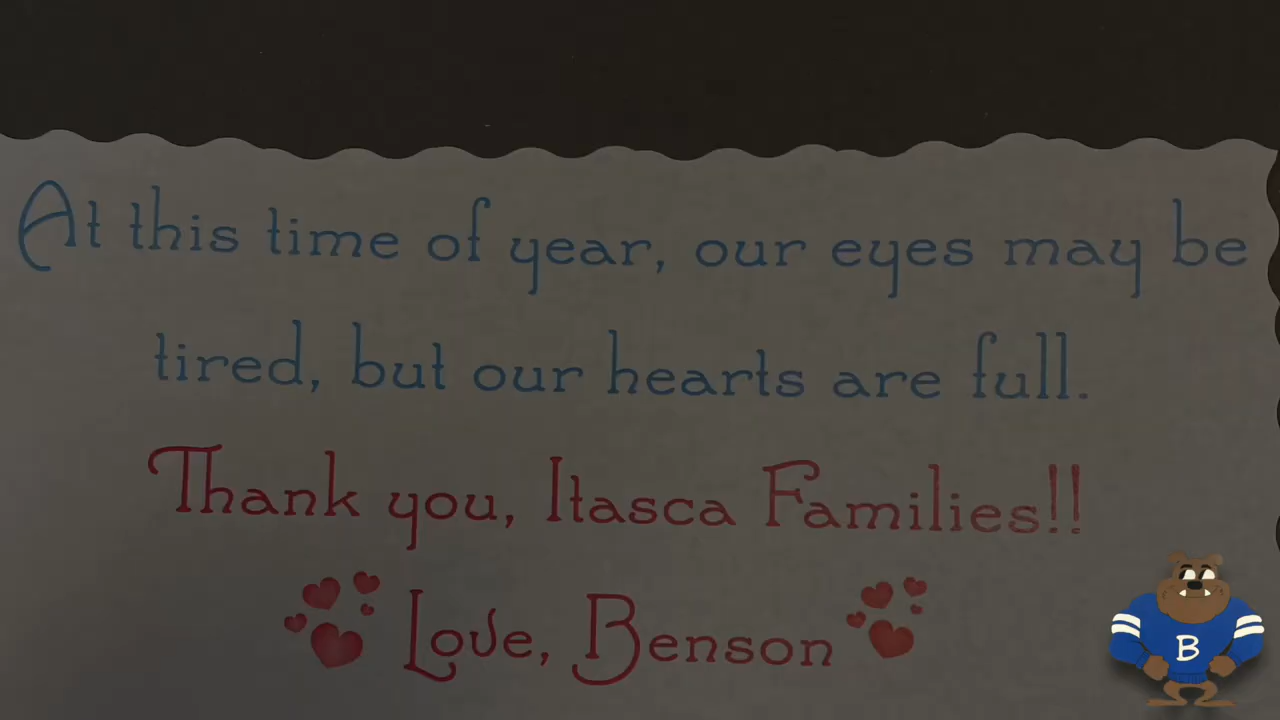 At this time of year, our eyes may be
tired, but our hearts are full.
Thank you, Itasca Families!!
Love, Benson
B